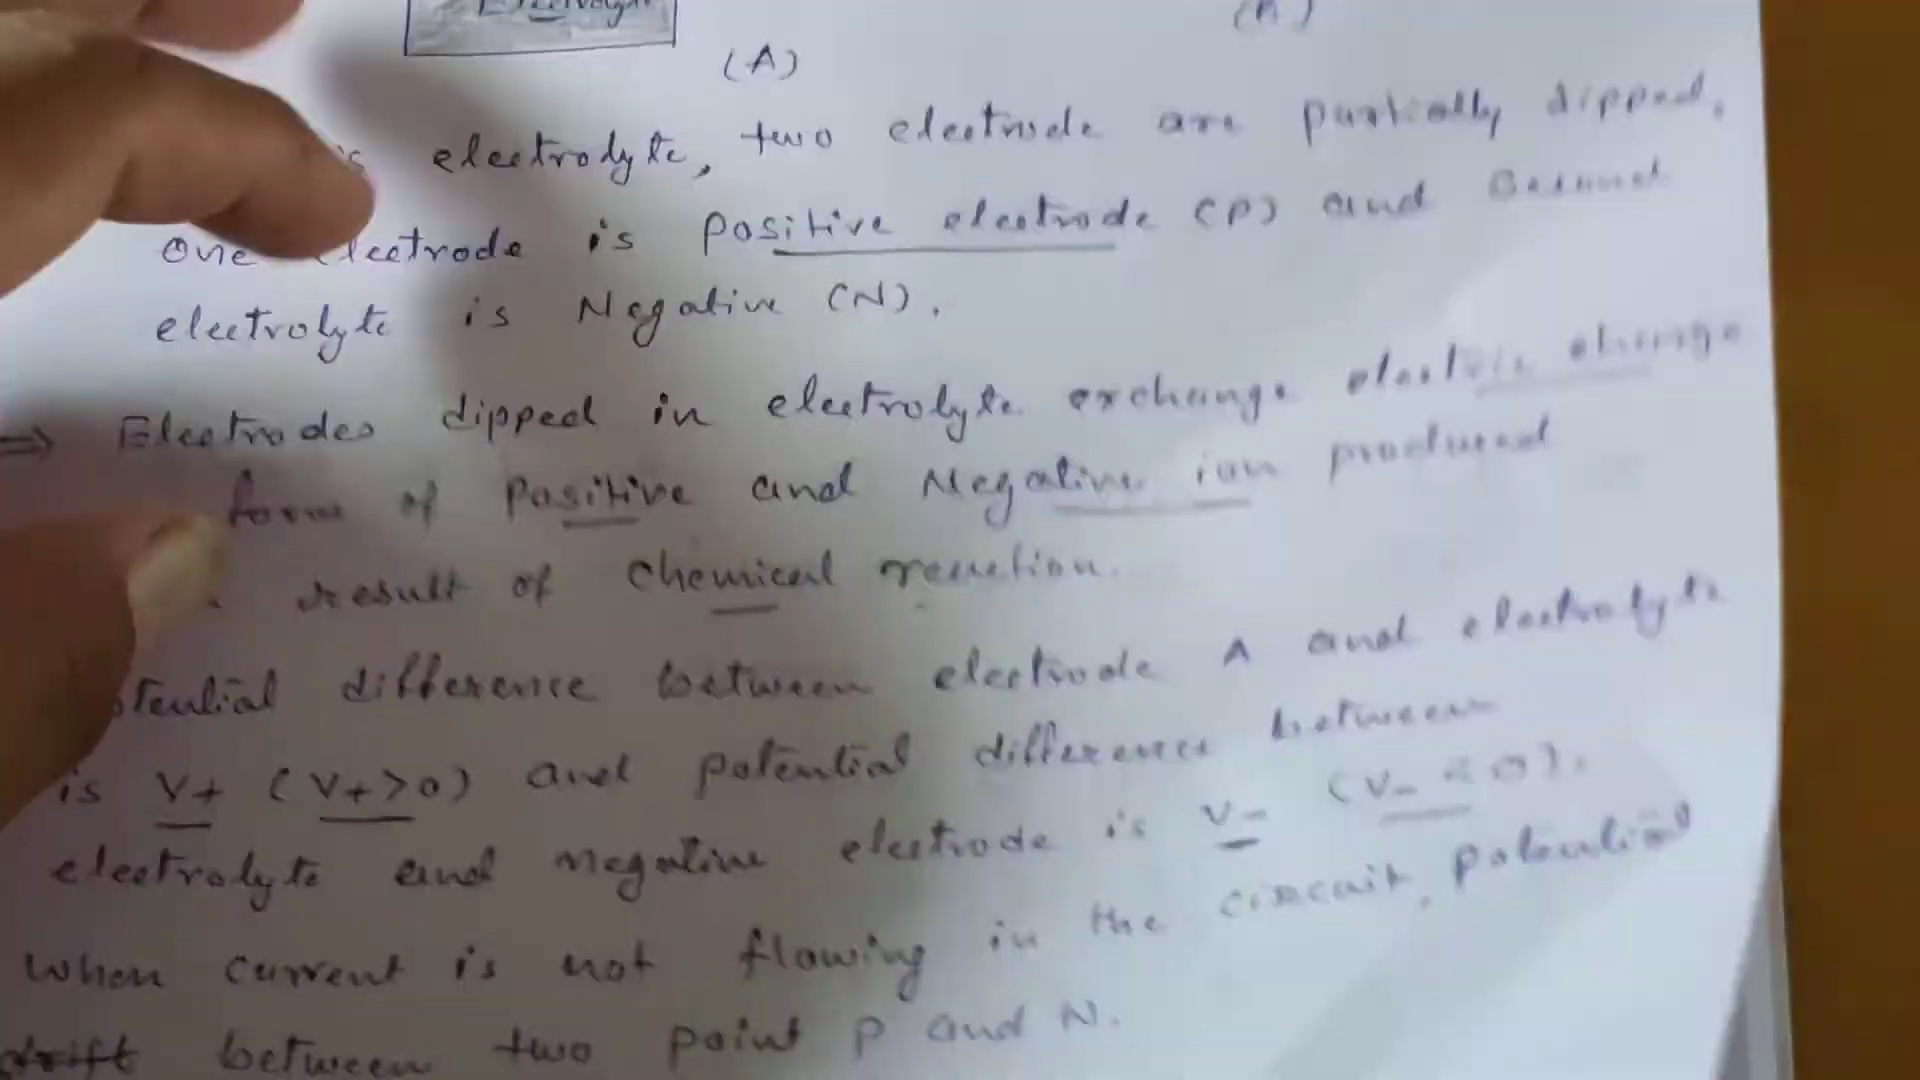 (A)
electrolyte, two electrode are partially dipped.
one electrode is positive electrode (P) and
electrolyte is Negative (N).
⇒ Electrodes dipped in electrolyte exchange electric charge
form of Positive and Negative ion produced
result of chemical reaction.
difference between electrode A and electrolyte
is V+ (V+>0) and potential difference between
electrolyte and negative electrode is V- (V- < 0).
When current is not flowing in the circuit, potential
between two point P and N.